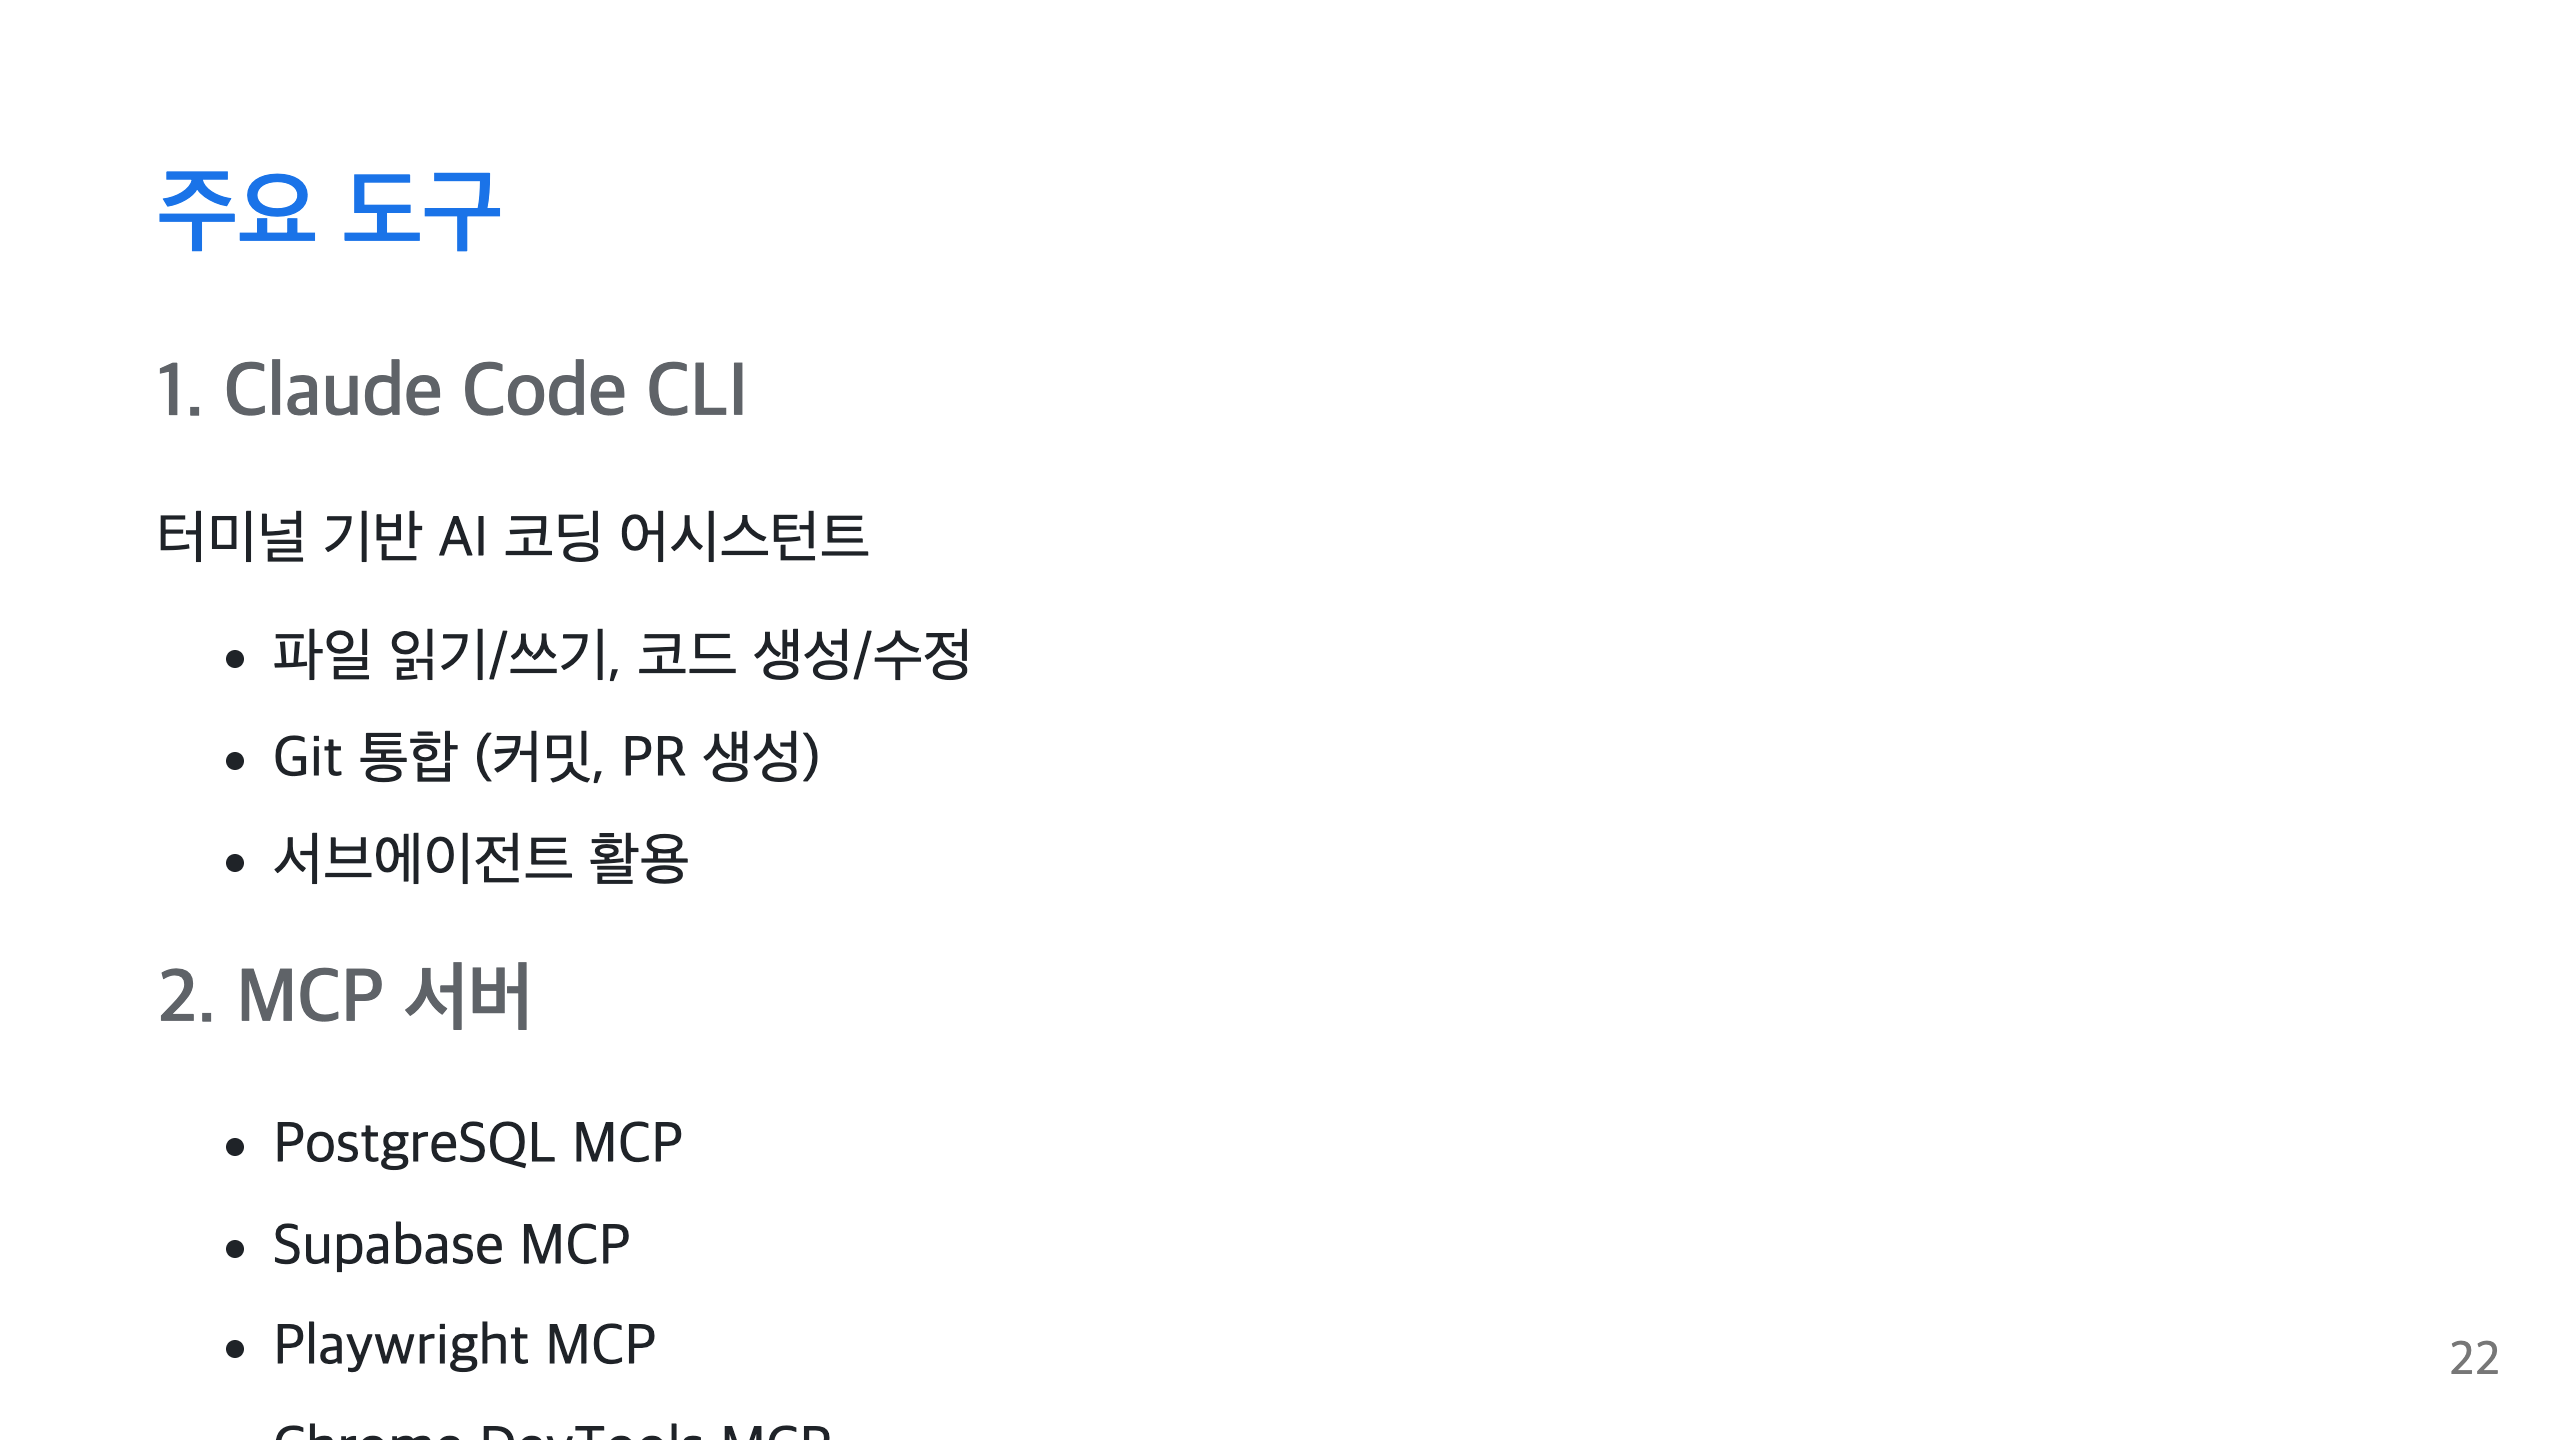 주요 도구
1. Claude Code CLI
터미널 기반 AI 코딩 어시스턴트
• 파일 읽기/쓰기, 코드 생성/수정
• Git 통합 (커밋, PR 생성)
• 서브에이전트 활용
2. MCP 서버
• PostgreSQL MCP
• Supabase MCP
• Playwright MCP
Chrome DevTools MCP
22